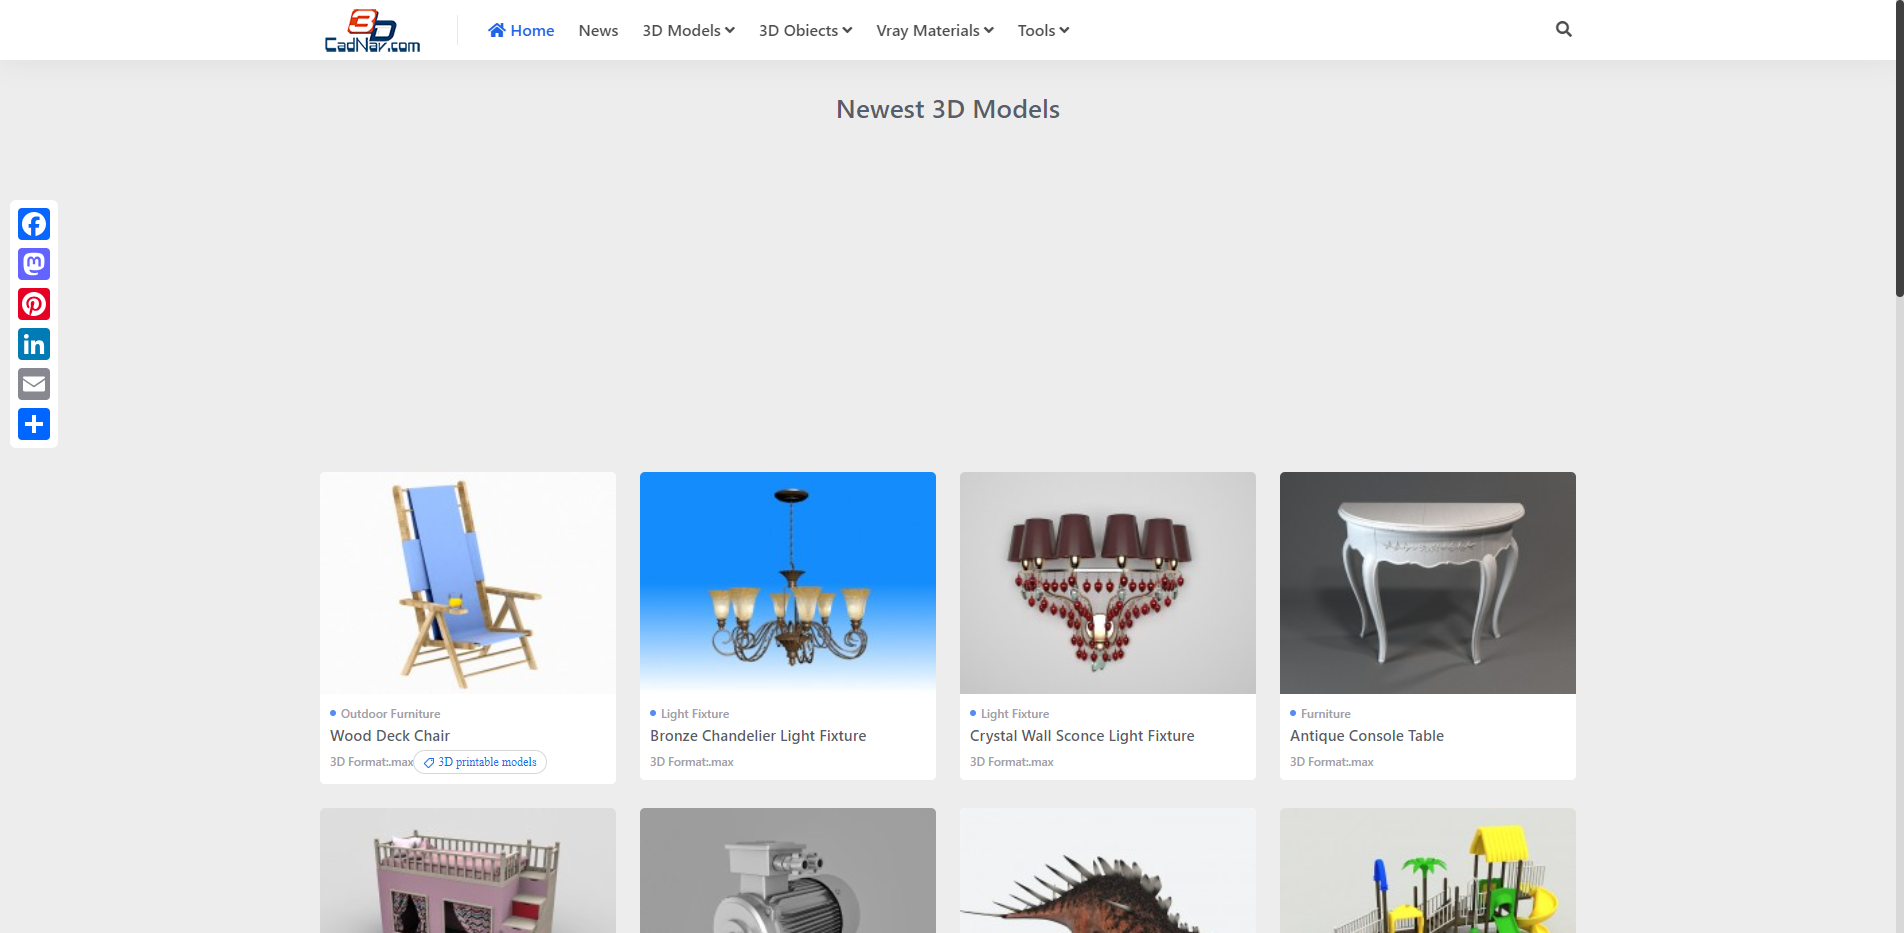 3D
CadNav.com
Home
News
3D Models
3D Obiects
Vray Materials
Tools
Newest 3D Models
Outdoor Furniture
Wood Deck Chair
3D Format:.max
3D printable models
Light Fixture
Bronze Chandelier Light Fixture
3D Format:.max
Light Fixture
Crystal Wall Sconce Light Fixture
3D Format:.max
Furniture
Antique Console Table
3D Format:.max